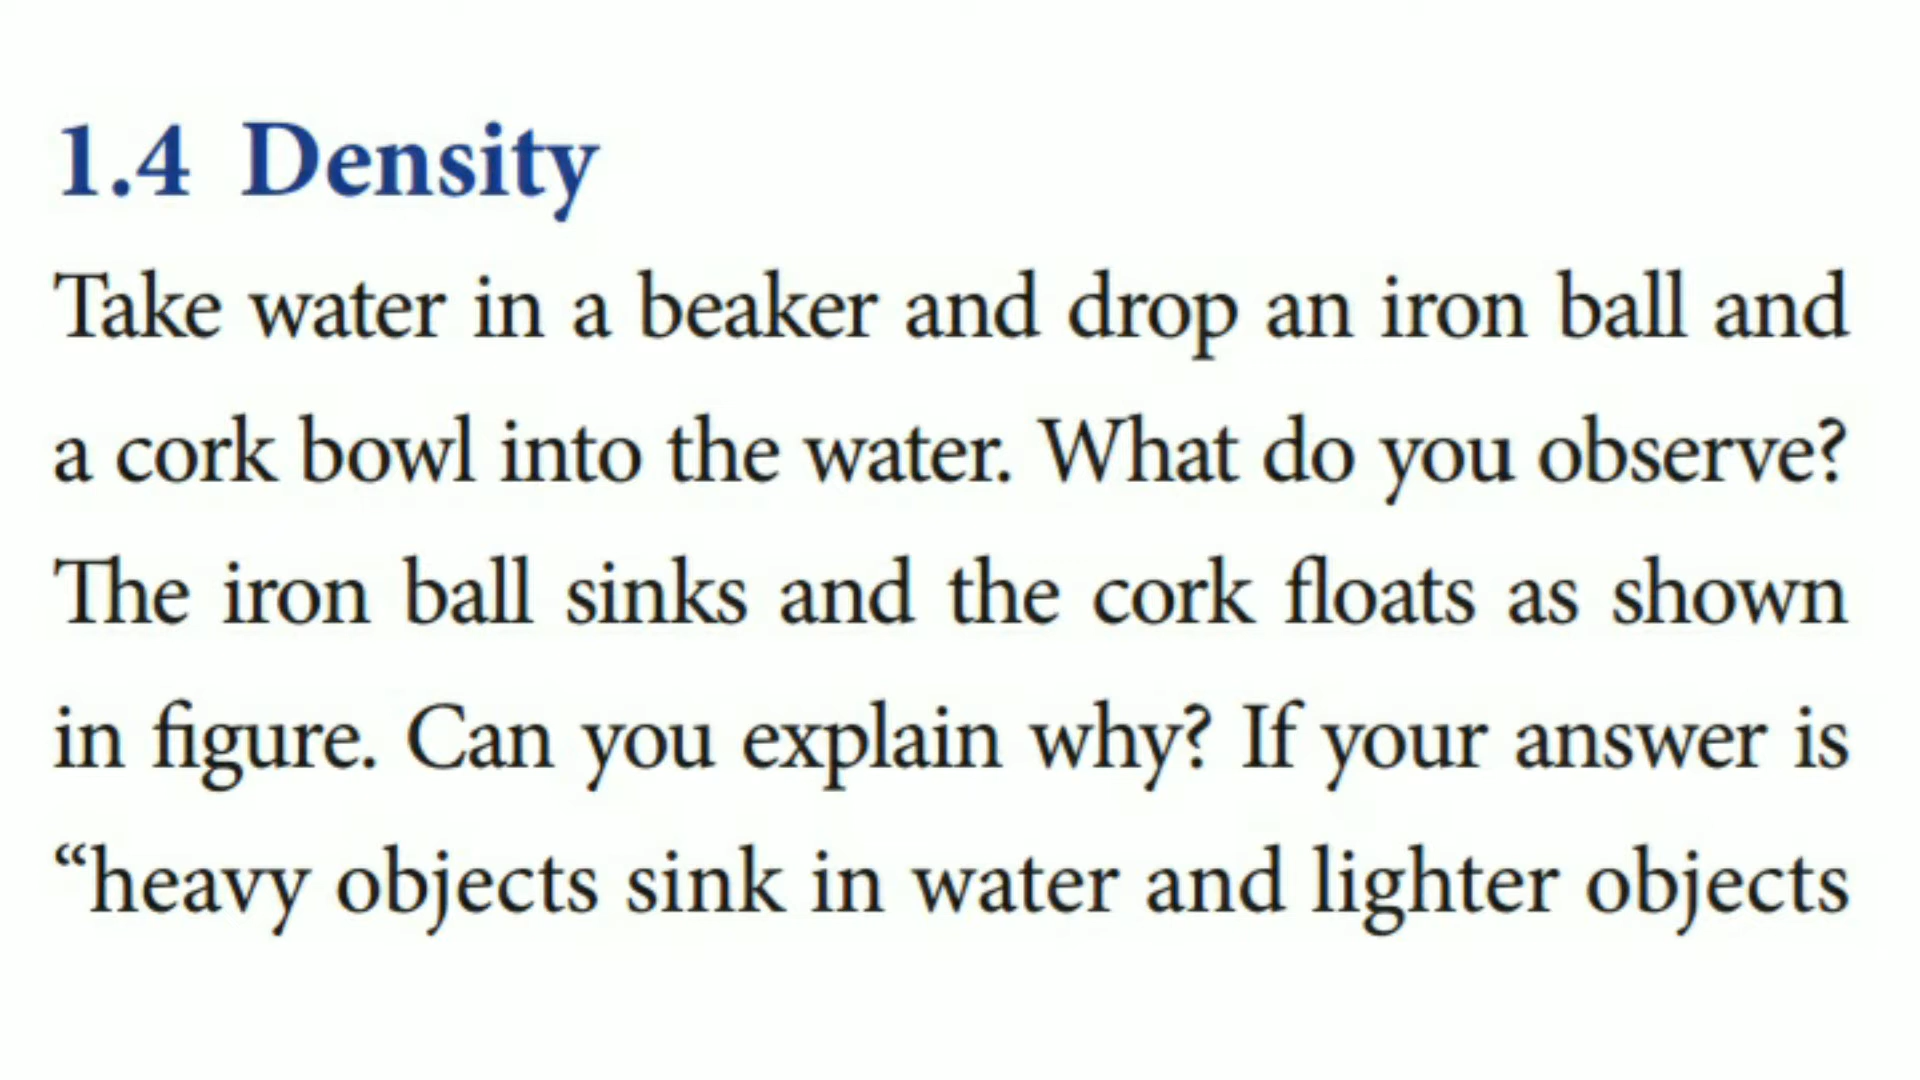 1.4 Density
Take water in a beaker and drop an iron ball and
a cork bowl into the water. What do you observe?
The iron ball sinks and the cork floats as shown
in figure. Can you explain why? If your answer is
“heavy objects sink in water and lighter objects